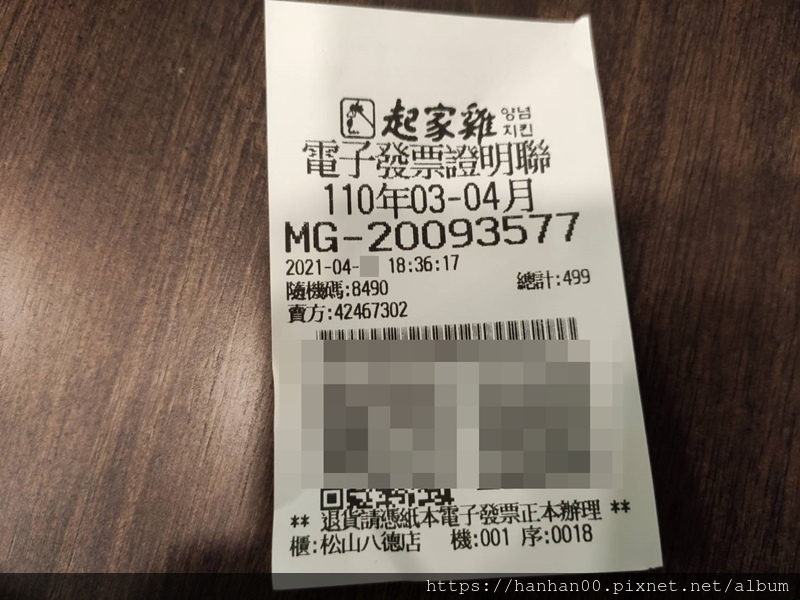 起家雞 양념 치킨
電子發票證明聯
110年03-04月
MG-20093577
2021-04- 18:36:17
隨機碼:8490 總計:499
賣方:42467302
** 退貨請憑紙本電子發票正本辦理 **
櫃:松山八德店 機:001 序:0018
https://hanhan00.pixnet.net/album